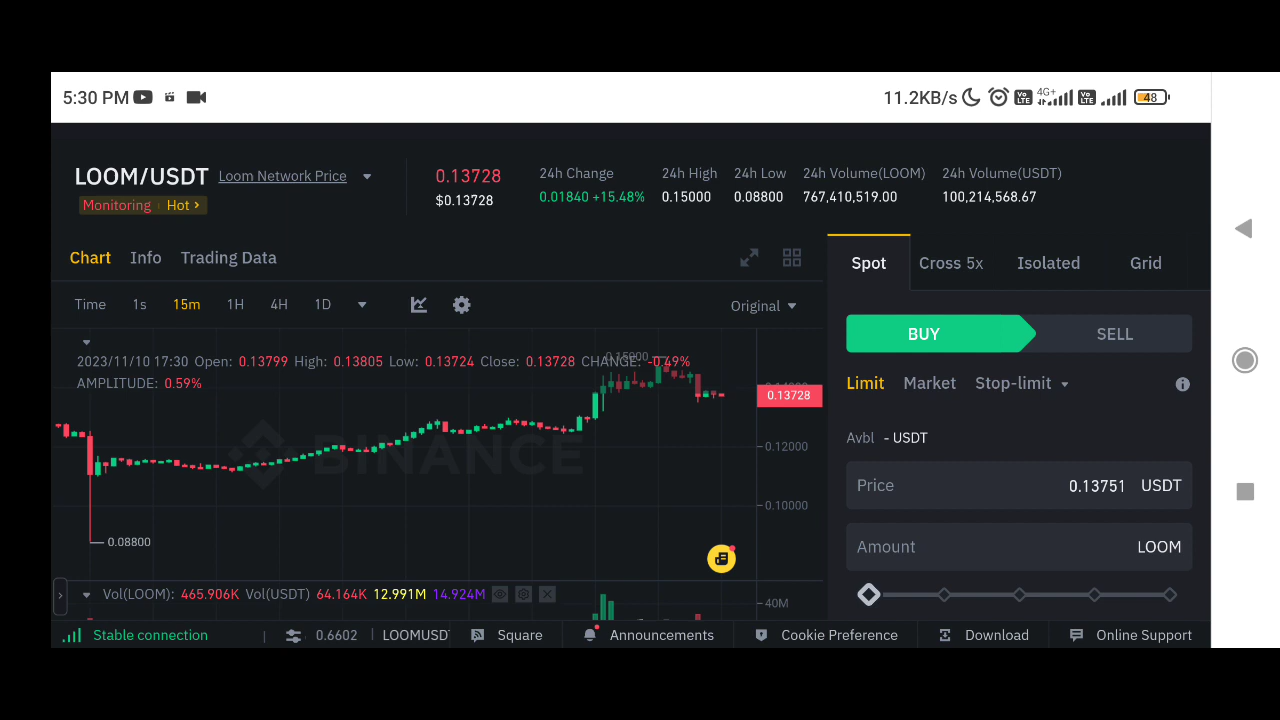 5:30 PM
11.2KB/s 4G+ 48
LOOM/USDT Loom Network Price
Monitoring Hot
0.13728
$0.13728
24h Change 24h High 24h Low 24h Volume(LOOM) 24h Volume(USDT)
0.01840 +15.48% 0.15000 0.08800 767,410,519.00 100,214,568.67
Chart Info Trading Data
Spot Cross 5x Isolated Grid
Time 1s 15m 1H 4H 1D
Original
BUY SELL
2023/11/10 17:30 Open: 0.13799 High: 0.13805 Low: 0.13724 Close: 0.13728 CHANGE: -0.49%
AMPLITUDE: 0.59%
0.15000
0.14000
0.13728
0.12000
0.10000
0.08800
BINANCE
Limit Market Stop-limit
Avbl - USDT
Price 0.13751 USDT
Amount LOOM
Vol(LOOM): 465.906K Vol(USDT) 64.164K 12.991M 14.924M
40M
Stable connection 0.6602 LOOMUSDT Square Announcements Cookie Preference Download Online Support